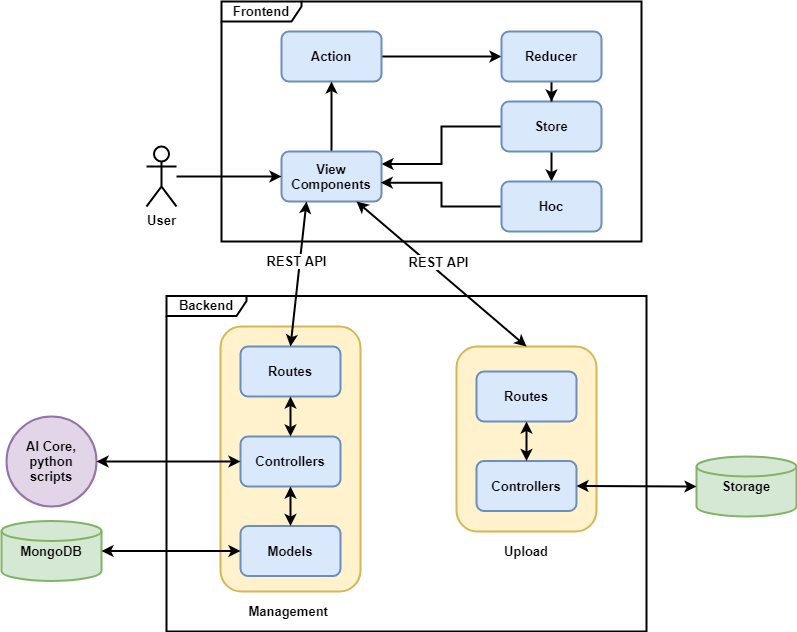 Frontend
Action
Reducer
Store
View
Components
Hoc
User
REST API
REST API
Backend
Routes
Routes
AI Core,
python
scripts
Controllers
Controllers
Storage
MongoDB
Models
Upload
Management